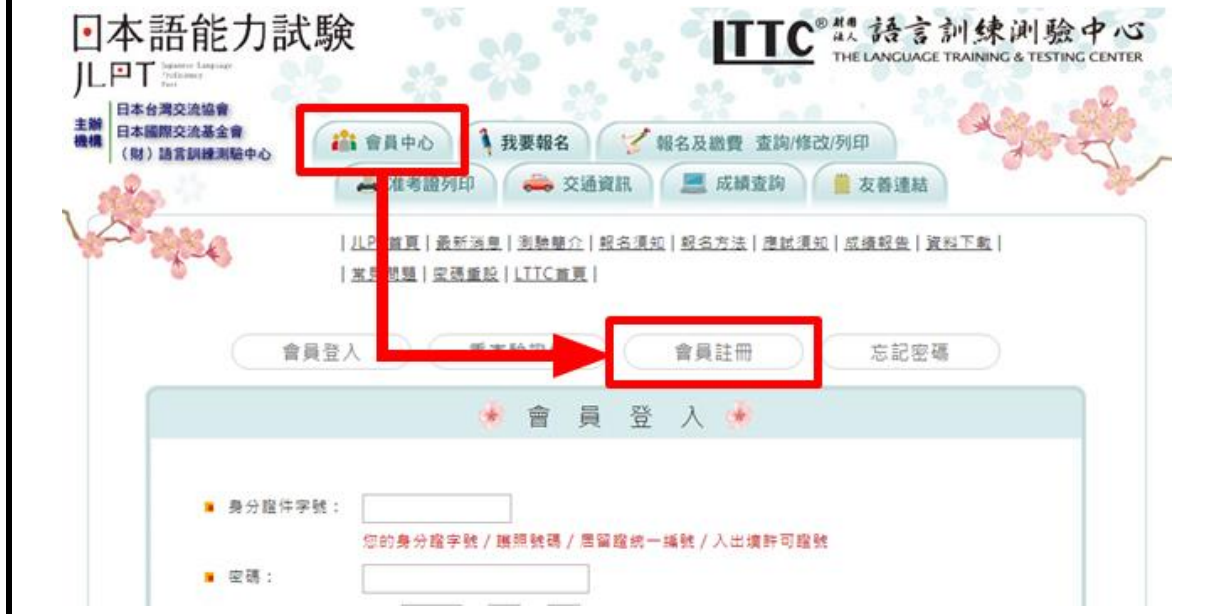 日本語能力試験
JLPT Japanese Language
Proficiency
Test
LTTC® 財團法人 語言訓練測驗中心
THE LANGUAGE TRAINING & TESTING CENTER
主辦機構
日本台灣交流協會
日本國際交流基金會
(財)語言訓練測驗中心
會員中心 我要報名 報名及繳費 查詢/修改/列印
准考證列印 交通資訊 成績查詢 友善連結
| JLPT首頁 | 最新消息 | 測驗簡介 | 報名須知 | 報名方法 | 應試須知 | 成績報告 | 資料下載 |
| 常見問題 | 密碼重設 | LTTC首頁 |
會員登入 會員註冊 忘記密碼
會員登入
身分證件字號:
您的身分證字號 / 護照號碼 / 居留證統一編號 / 入出境許可證號
密碼: